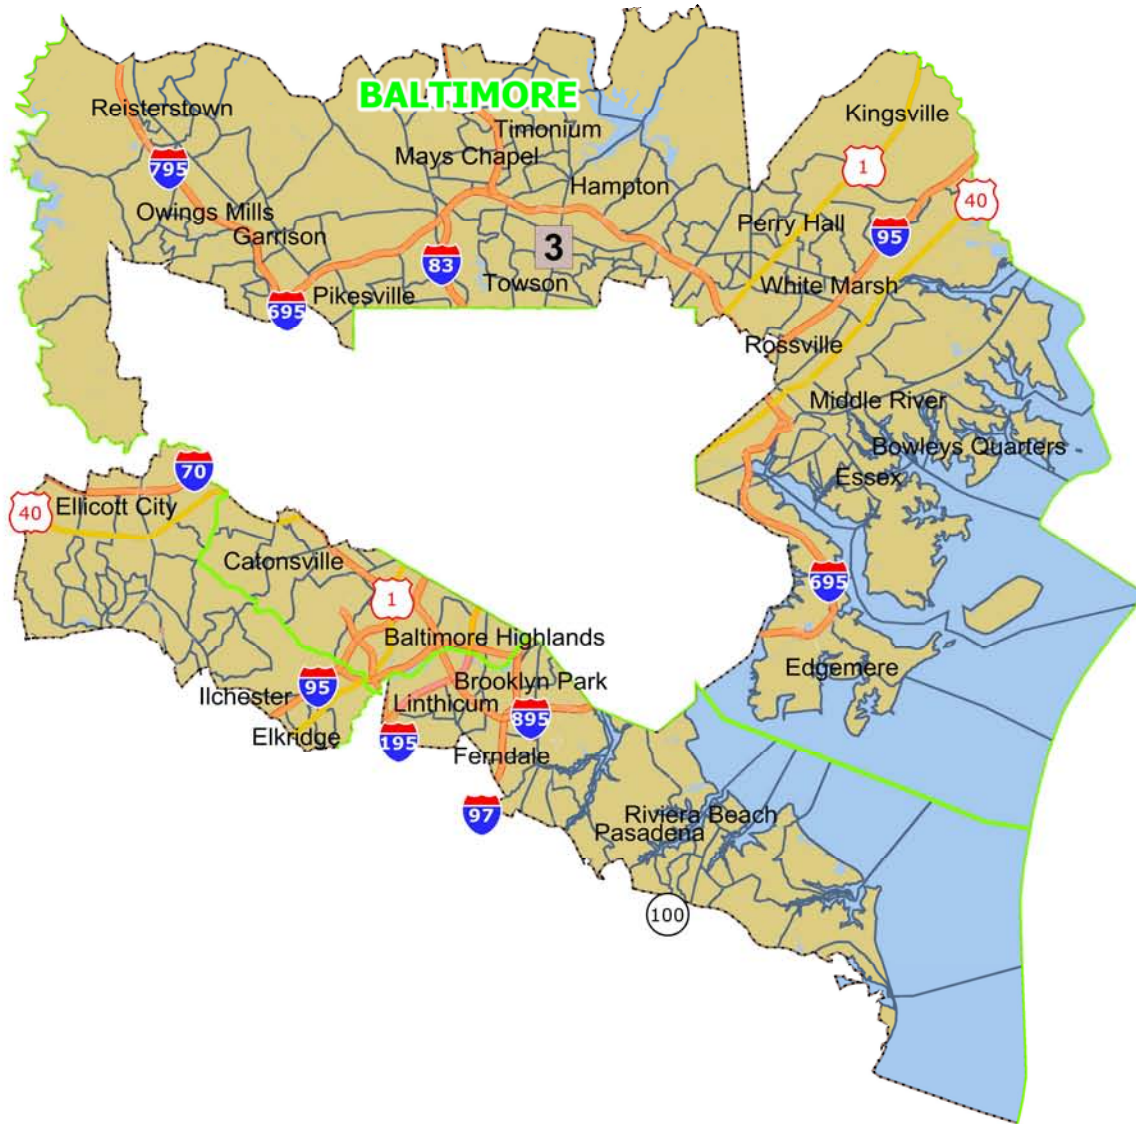 BALTIMORE
Reisterstown
Kingsville
Timonium
Mays Chapel
1
795
Hampton
40
Owings Mills
Perry Hall
Garrison
95
3
83
Towson
White Marsh
Pikesville
695
Rossville
Middle River
Bowleys Quarters
70
Essex
Ellicott City
40
Catonsville
695
1
Baltimore Highlands
Edgemere
Brooklyn Park
95
Ilchester
Linthicum
895
Elkridge
195
Ferndale
97
Riviera Beach
Pasadena
100